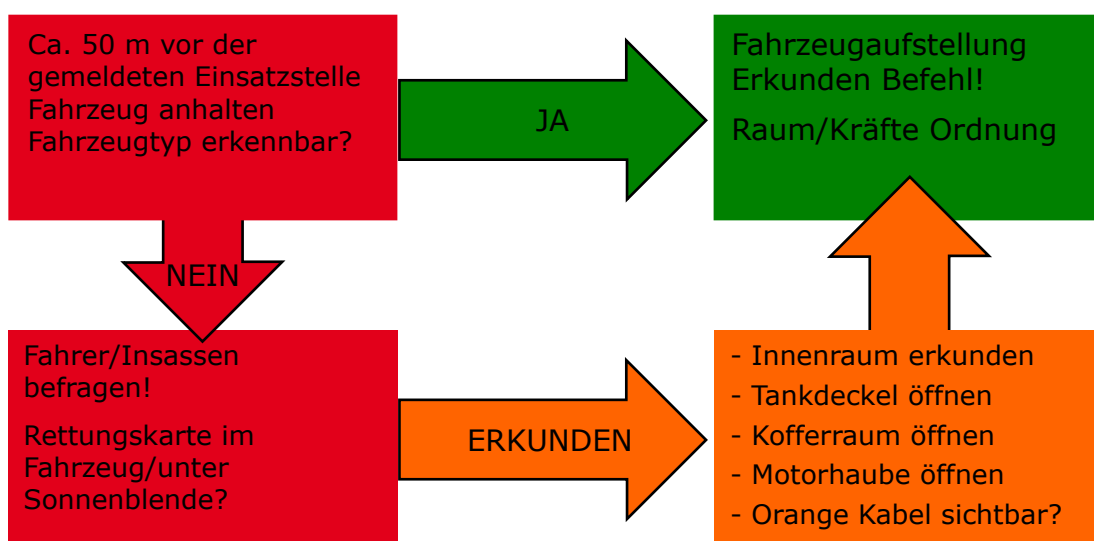 Ca. 50 m vor der
gemeldeten Einsatzstelle
Fahrzeug anhalten
Fahrzeugtyp erkennbar?
JA
Fahrzeugaufstellung
Erkunden Befehl!
Raum/Kräfte Ordnung
NEIN
Fahrer/Insassen
befragen!
Rettungskarte im
Fahrzeug/unter
Sonnenblende?
ERKUNDEN
- Innenraum erkunden
- Tankdeckel öffnen
- Kofferraum öffnen
- Motorhaube öffnen
- Orange Kabel sichtbar?